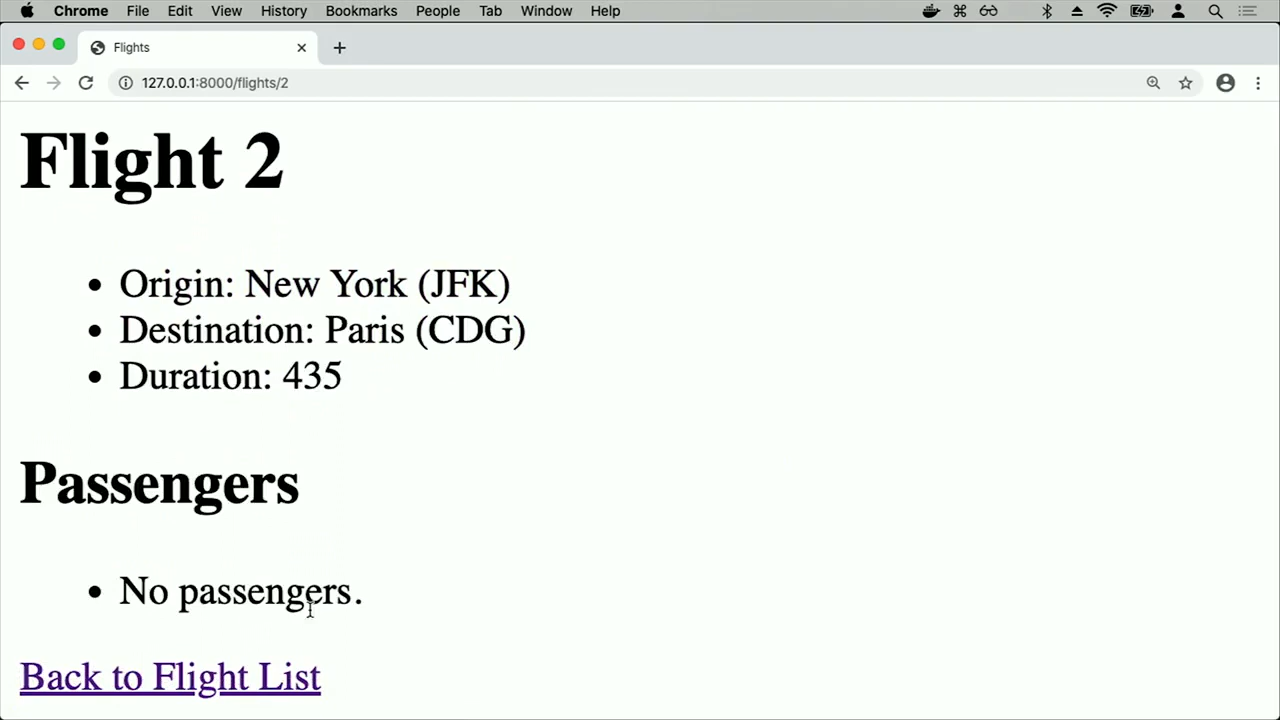 Chrome File Edit View History Bookmarks People Tab Window Help
Flights
127.0.0.1:8000/flights/2
Flight 2
Origin: New York (JFK)
Destination: Paris (CDG)
Duration: 435
Passengers
No passengers.
Back to Flight List